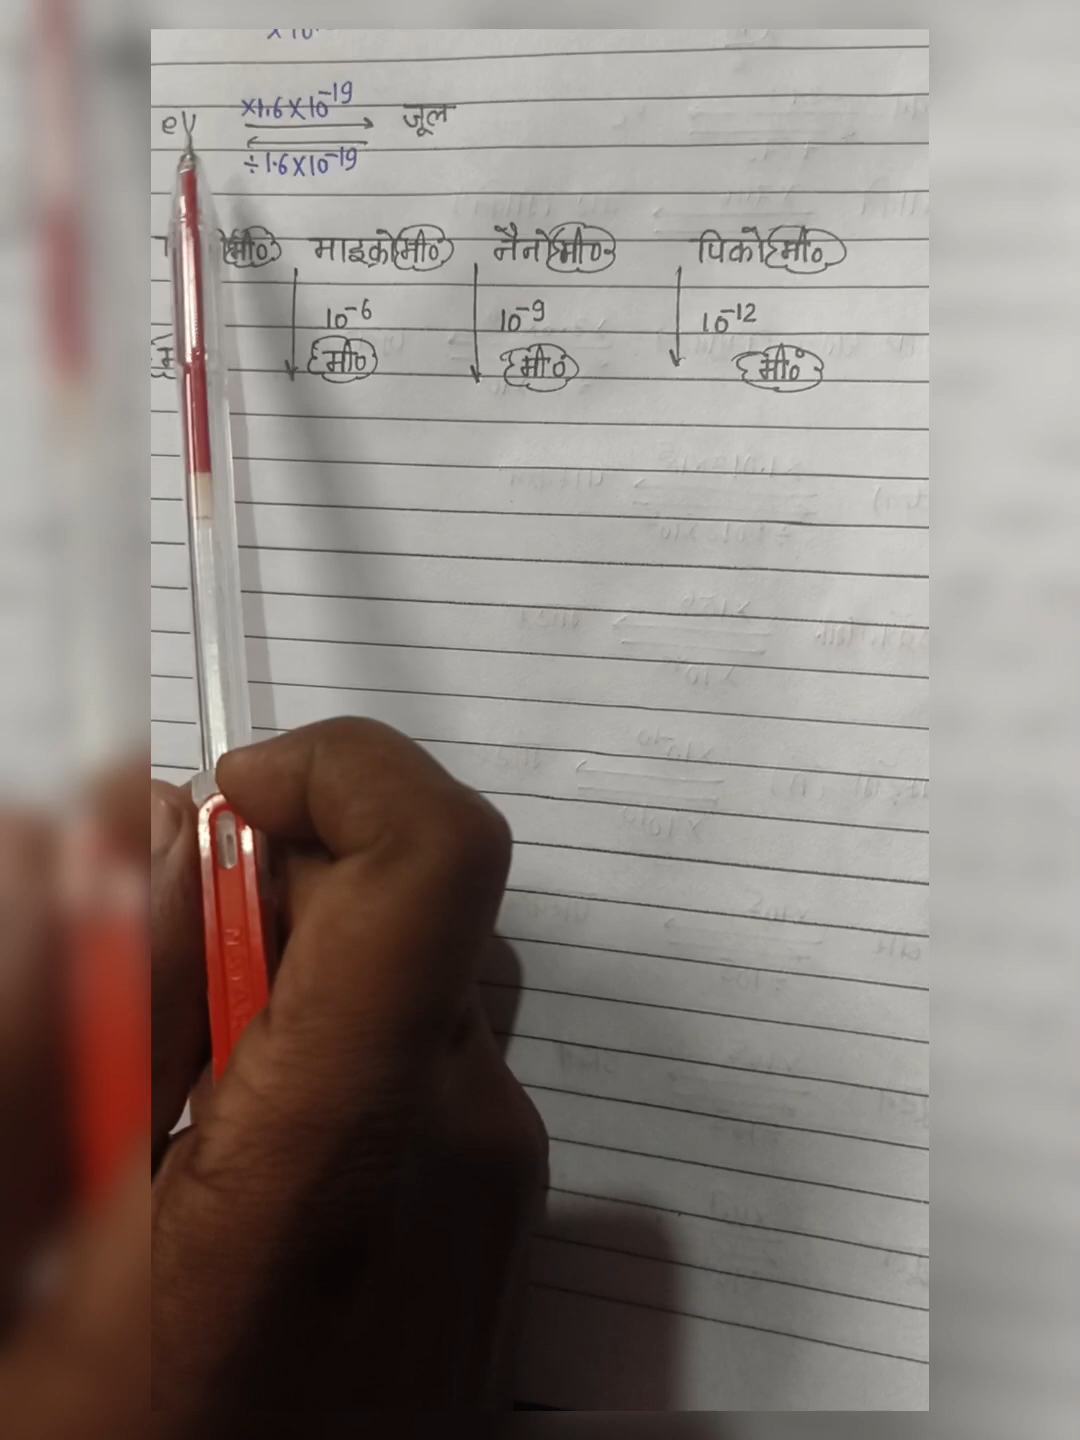 ×10
×1.6×10⁻¹⁹
eV जूल
÷1.6×10⁻¹⁹
मी० माइक्रोमी० नैनोमी० पिकोमी०
10⁻⁶ 10⁻⁹ 10⁻¹²
मी० मी० मी०